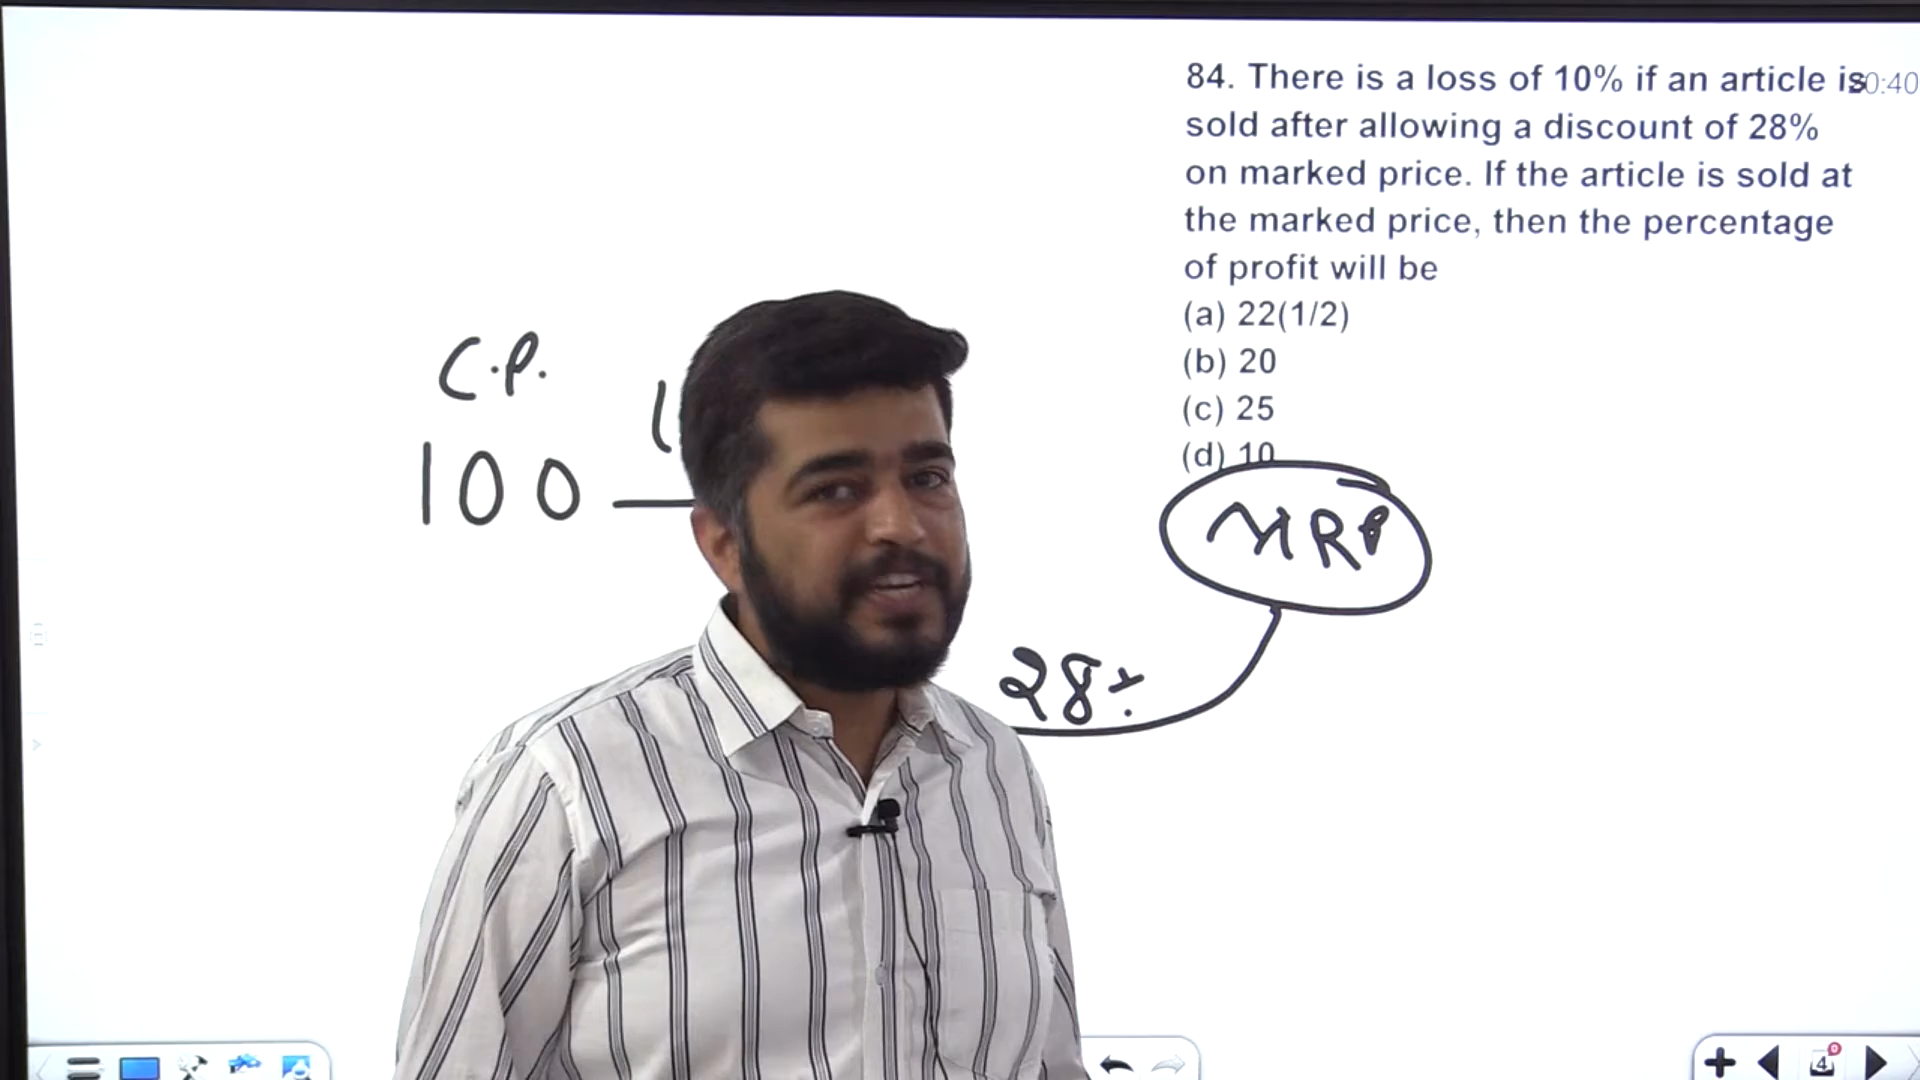 84. There is a loss of 10% if an article is
sold after allowing a discount of 28%
on marked price. If the article is sold at
the marked price, then the percentage
of profit will be
(a) 22(1/2)
(b) 20
(c) 25
(d) 10
C.P.
100
MRP
28%
4
0